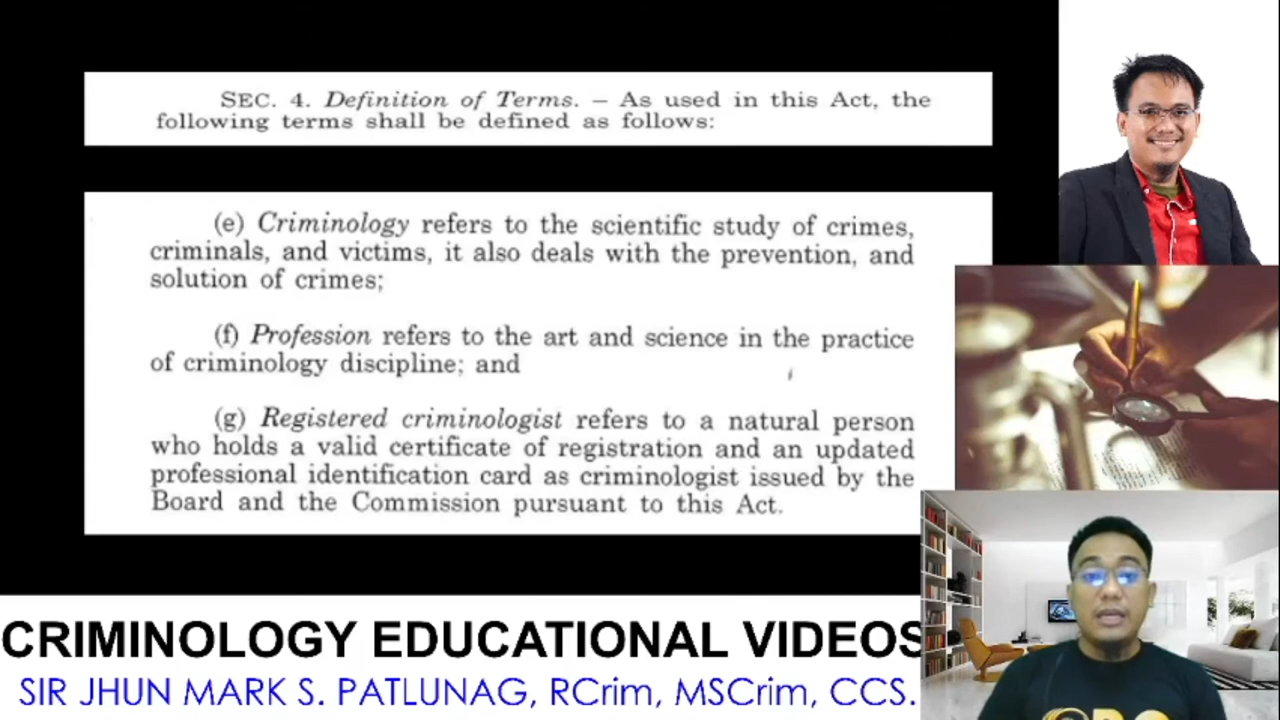 SEC. 4. Definition of Terms. – As used in this Act, the
following terms shall be defined as follows:
(e) Criminology refers to the scientific study of crimes,
criminals, and victims, it also deals with the prevention, and
solution of crimes;
(f) Profession refers to the art and science in the practice
of criminology discipline; and
(g) Registered criminologist refers to a natural person
who holds a valid certificate of registration and an updated
professional identification card as criminologist issued by the
Board and the Commission pursuant to this Act.
CRIMINOLOGY EDUCATIONAL VIDEOS
SIR JHUN MARK S. PATLUNAG, RCrim, MSCrim, CCS.